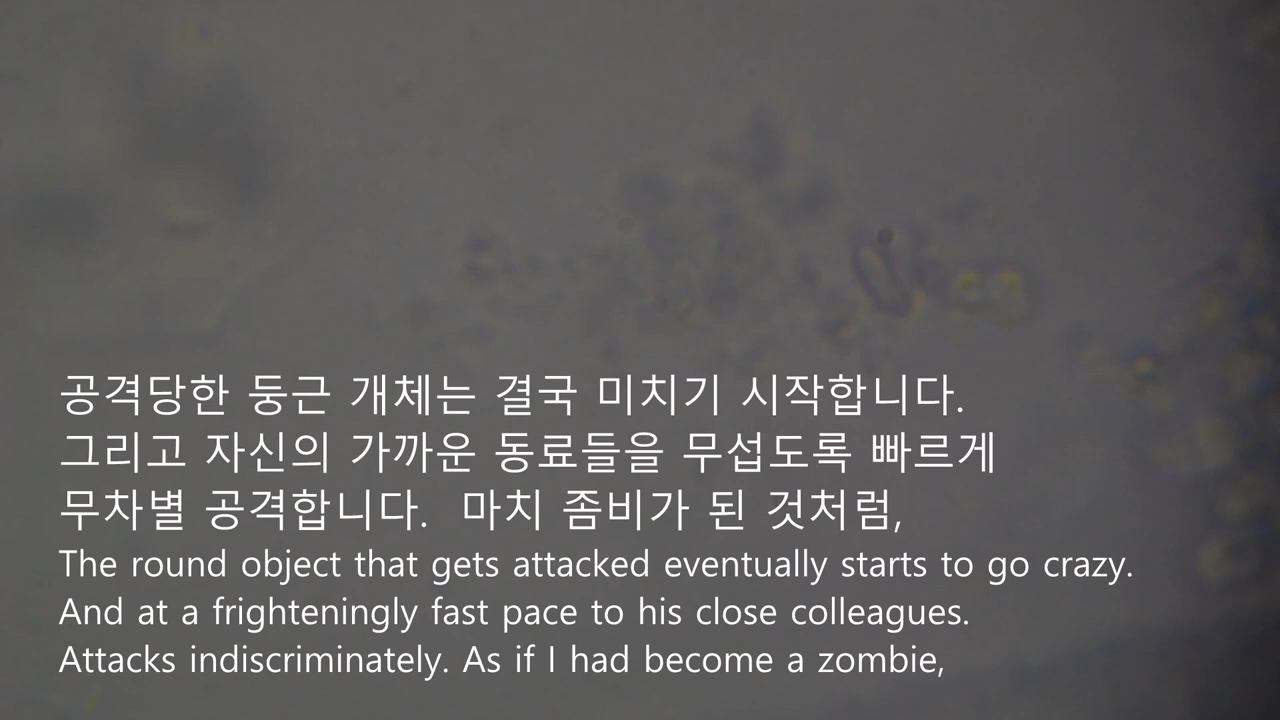 공격당한 둥근 개체는 결국 미치기 시작합니다.
그리고 자신의 가까운 동료들을 무섭도록 빠르게
무차별 공격합니다.  마치 좀비가 된 것처럼,
The round object that gets attacked eventually starts to go crazy.
And at a frighteningly fast pace to his close colleagues.
Attacks indiscriminately. As if I had become a zombie,